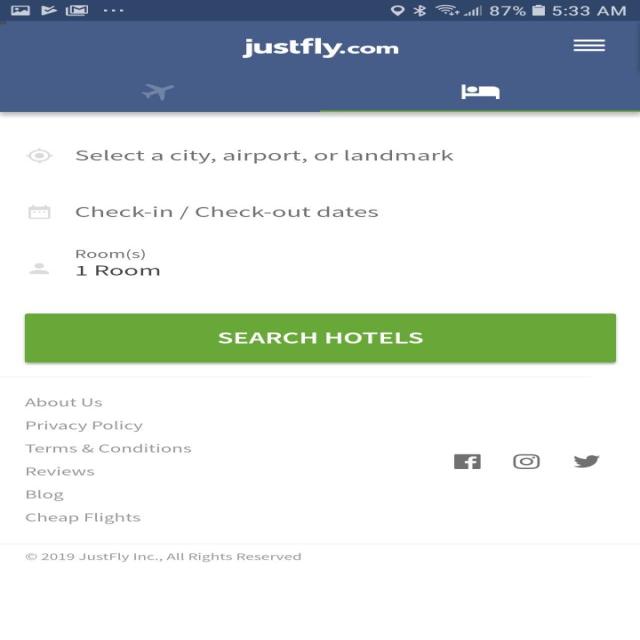 87% 5:33 AM
justfly.com
Select a city, airport, or landmark
Check-in / Check-out dates
Room(s)
1 Room
SEARCH HOTELS
About Us
Privacy Policy
Terms & Conditions
Reviews
Blog
Cheap Flights
© 2019 JustFly Inc., All Rights Reserved